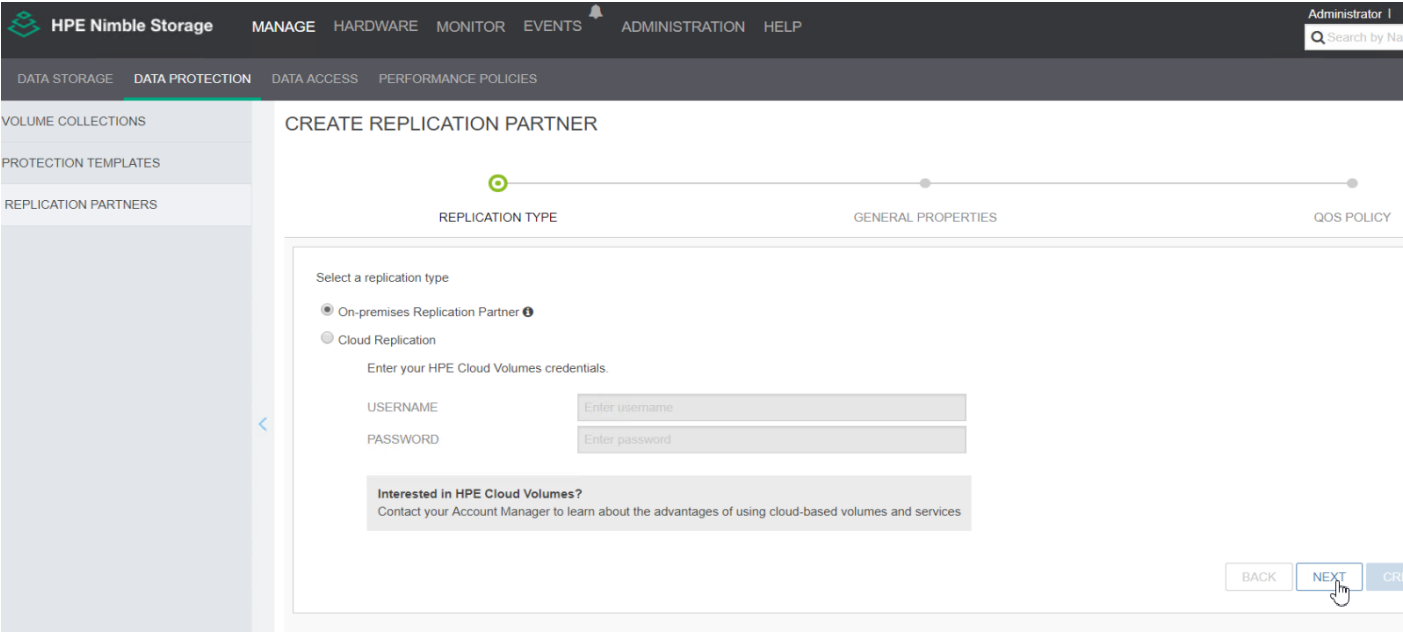 HPE Nimble Storage MANAGE HARDWARE MONITOR EVENTS ADMINISTRATION HELP Administrator |
Search by Na
DATA STORAGE DATA PROTECTION DATA ACCESS PERFORMANCE POLICIES
VOLUME COLLECTIONS
PROTECTION TEMPLATES
REPLICATION PARTNERS
CREATE REPLICATION PARTNER
REPLICATION TYPE GENERAL PROPERTIES QOS POLICY
Select a replication type
On-premises Replication Partner
Cloud Replication
Enter your HPE Cloud Volumes credentials.
USERNAME Enter username
PASSWORD Enter password
Interested in HPE Cloud Volumes?
Contact your Account Manager to learn about the advantages of using cloud-based volumes and services
BACK NEXT CRE